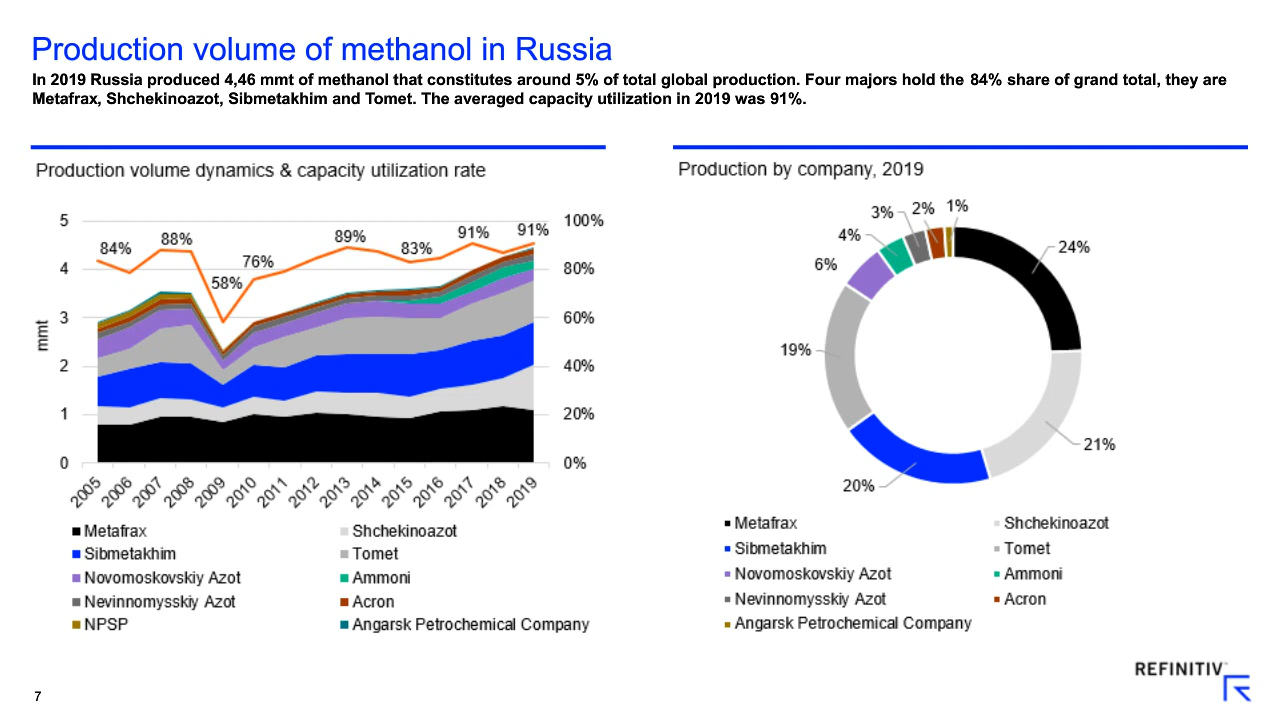 Production volume of methanol in Russia
In 2019 Russia produced 4,46 mmt of methanol that constitutes around 5% of total global production. Four majors hold the 84% share of grand total, they are
Metafrax, Shchekinoazot, Sibmetakhim and Tomet. The averaged capacity utilization in 2019 was 91%.
Production volume dynamics & capacity utilization rate
5
4
3
2
1
0
mmt
100%
80%
60%
40%
20%
0%
84%
88%
58%
76%
89%
83%
91%
91%
2005
2006
2007
2008
2009
2010
2011
2012
2013
2014
2015
2016
2017
2018
2019
Metafrax
Shchekinoazot
Sibmetakhim
Tomet
Novomoskovskiy Azot
Ammoni
Nevinnomysskiy Azot
Acron
NPSP
Angarsk Petrochemical Company
Production by company, 2019
24%
21%
20%
19%
6%
4%
3%
2%
1%
Metafrax
Shchekinoazot
Sibmetakhim
Tomet
Novomoskovskiy Azot
Ammoni
Nevinnomysskiy Azot
Acron
Angarsk Petrochemical Company
REFINITIV
7